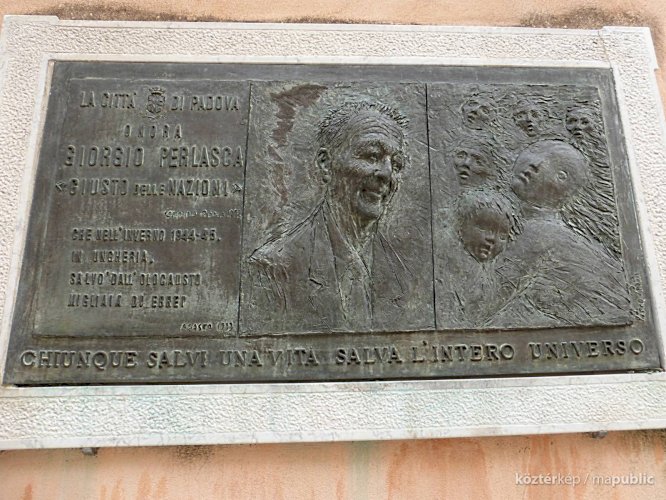 LA CITTÀ DI PADOVA
ONORA
GIORGIO PERLASCA
«GIUSTO DELLE NAZIONI»
CHE NELL'INVERNO 1944-45,
IN UNGHERIA,
SALVÒ DALL'OLOCAUSTO
MIGLIAIA DI EBREI
CHIUNQUE SALVI UNA VITA SALVA L'INTERO UNIVERSO
köztérkep / mapublic